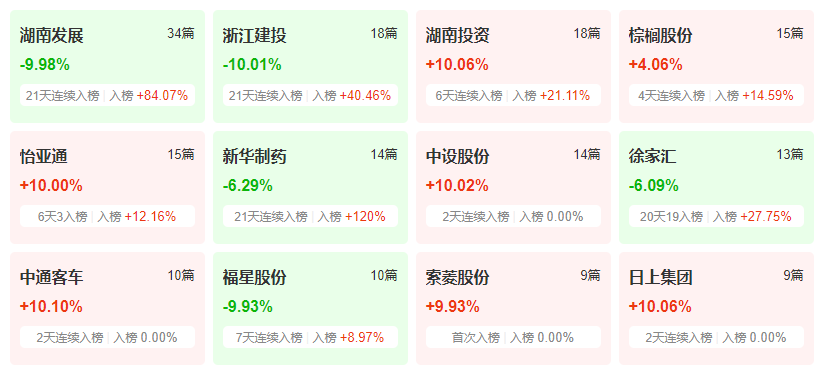 湖南发展 34篇 浙江建投 18篇 湖南投资 18篇 棕榈股份 15篇
-9.98% -10.01% +10.06% +4.06%
21天连续入榜 | 入榜 +84.07% 21天连续入榜 | 入榜 +40.46% 6天连续入榜 | 入榜 +21.11% 4天连续入榜 | 入榜 +14.59%
怡亚通 15篇 新华制药 14篇 中设股份 14篇 徐家汇 13篇
+10.00% -6.29% +10.02% -6.09%
6天3入榜 | 入榜 +12.16% 21天连续入榜 | 入榜 +120% 2天连续入榜 | 入榜 0.00% 20天19入榜 | 入榜 +27.75%
中通客车 10篇 福星股份 10篇 索菱股份 9篇 日上集团 9篇
+10.10% -9.93% +9.93% +10.06%
2天连续入榜 | 入榜 0.00% 7天连续入榜 | 入榜 +8.97% 首次入榜 | 入榜 0.00% 2天连续入榜 | 入榜 0.00%